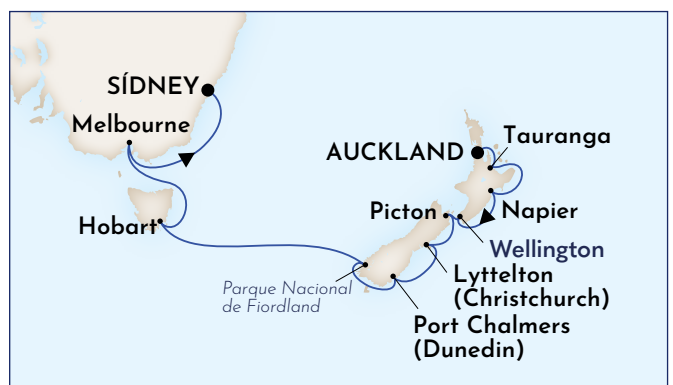 SÍDNEY
Melbourne
Hobart
AUCKLAND
Tauranga
Napier
Picton
Wellington
Lyttelton
(Christchurch)
Port Chalmers
(Dunedin)
Parque Nacional
de Fiordland